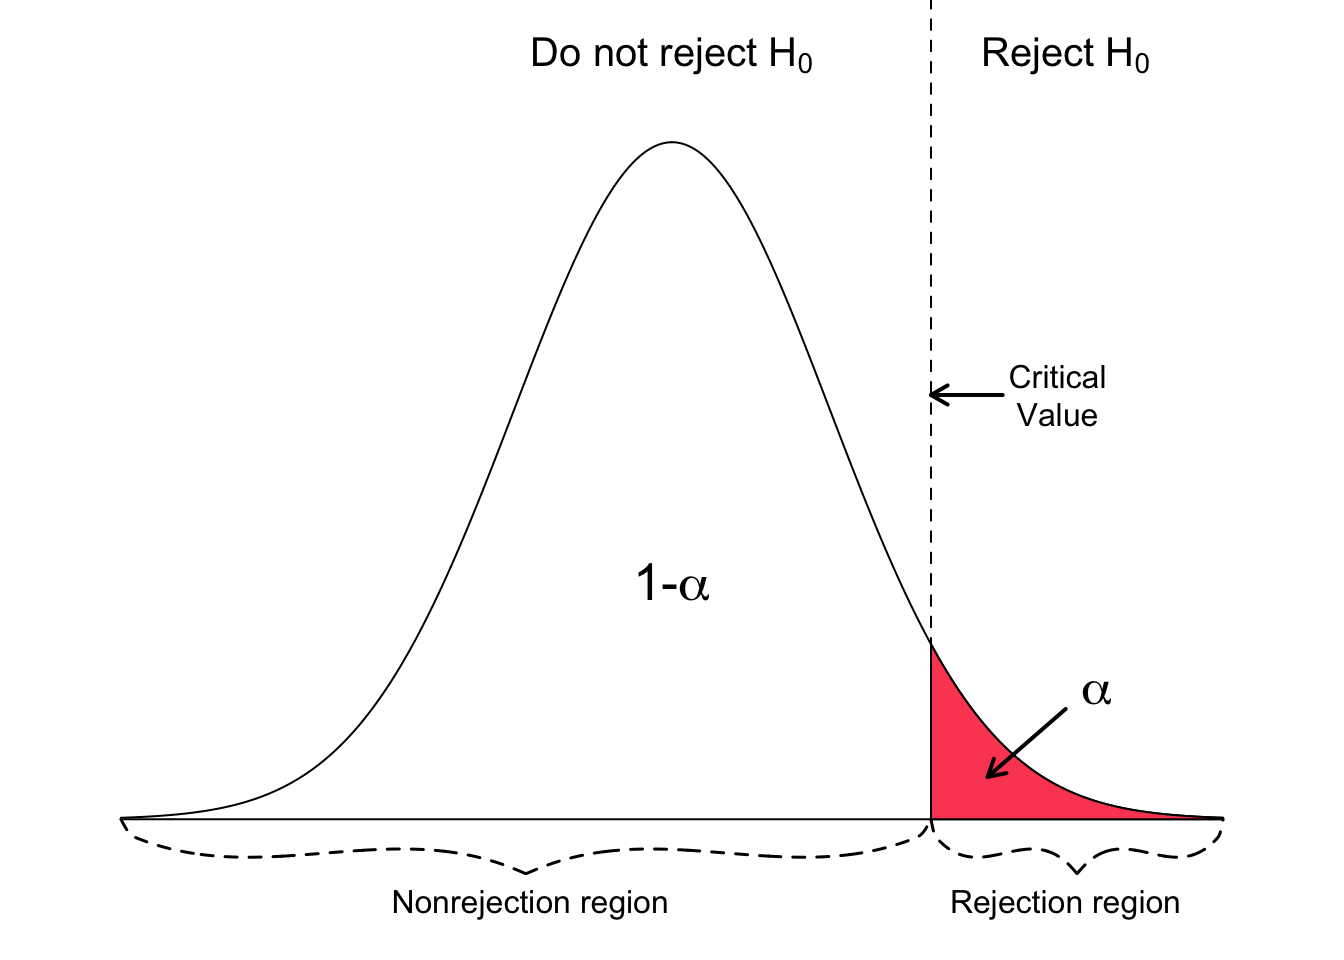 Do not reject H₀
Reject H₀
Critical
Value
1-α
α
Nonrejection region
Rejection region